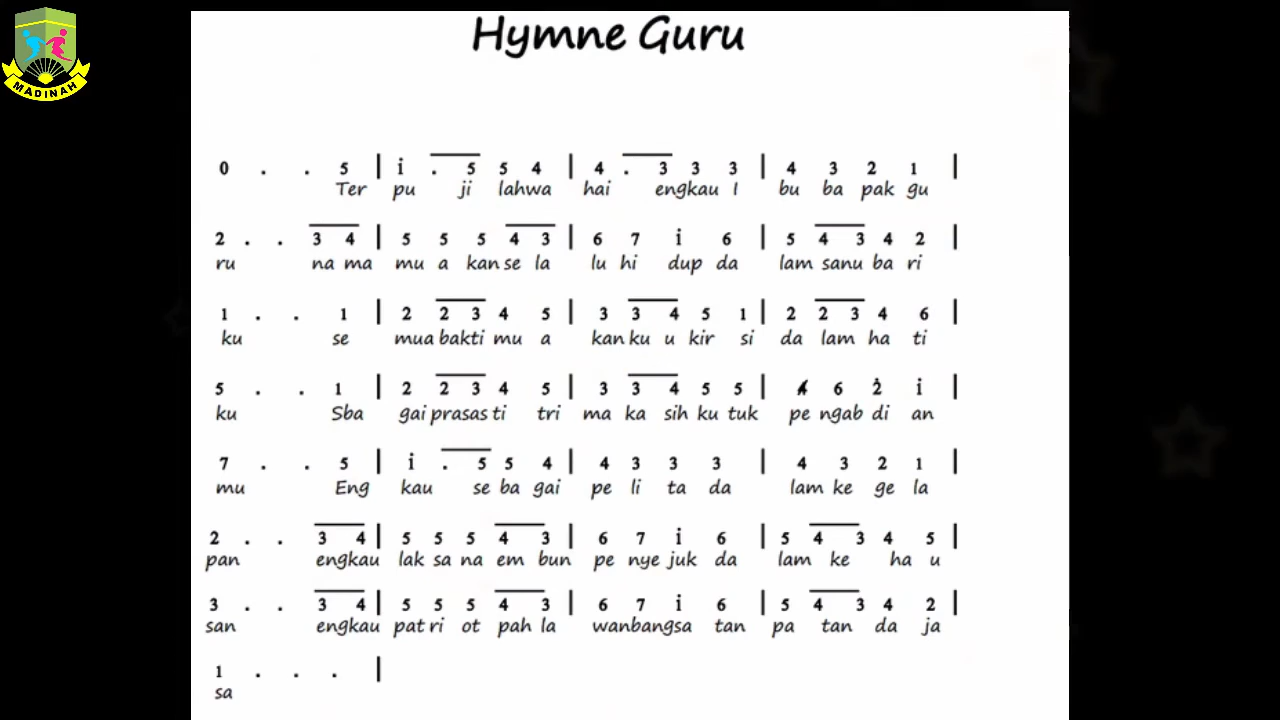 MADINAH
Hymne Guru
0 . . 5 | i . 5 5 4 | 4 . 3 3 3 | 4 3 2 1 |
Ter pu ji lahwa hai engkau I bu ba pak gu
2 . . 3 4 | 5 5 5 4 3 | 6 7 i 6 | 5 4 3 4 2 |
ru na ma mu a kan se la lu hi dup da lam sanu ba ri
1 . . 1 | 2 2 3 4 5 | 3 3 4 5 1 | 2 2 3 4 6 |
ku se mua bakti mu a kan ku u kir si da lam ha ti
5 . . 1 | 2 2 3 4 5 | 3 3 4 5 5 | 4 6 2̇ i |
ku Sba gai prasas ti tri ma ka sih ku tuk pe ngab di an
7 . . 5 | i . 5 5 4 | 4 3 3 3 | 4 3 2 1 |
mu Eng kau se ba gai pe li ta da lam ke ge la
2 . . 3 4 | 5 5 5 4 3 | 6 7 i 6 | 5 4 3 4 5 |
pan engkau lak sa na em bun pe nye juk da lam ke ha u
3 . . 3 4 | 5 5 5 4 3 | 6 7 i 6 | 5 4 3 4 2 |
san engkau pat ri ot pah la wanbangsa tan pa tan da ja
1 . . . |
sa